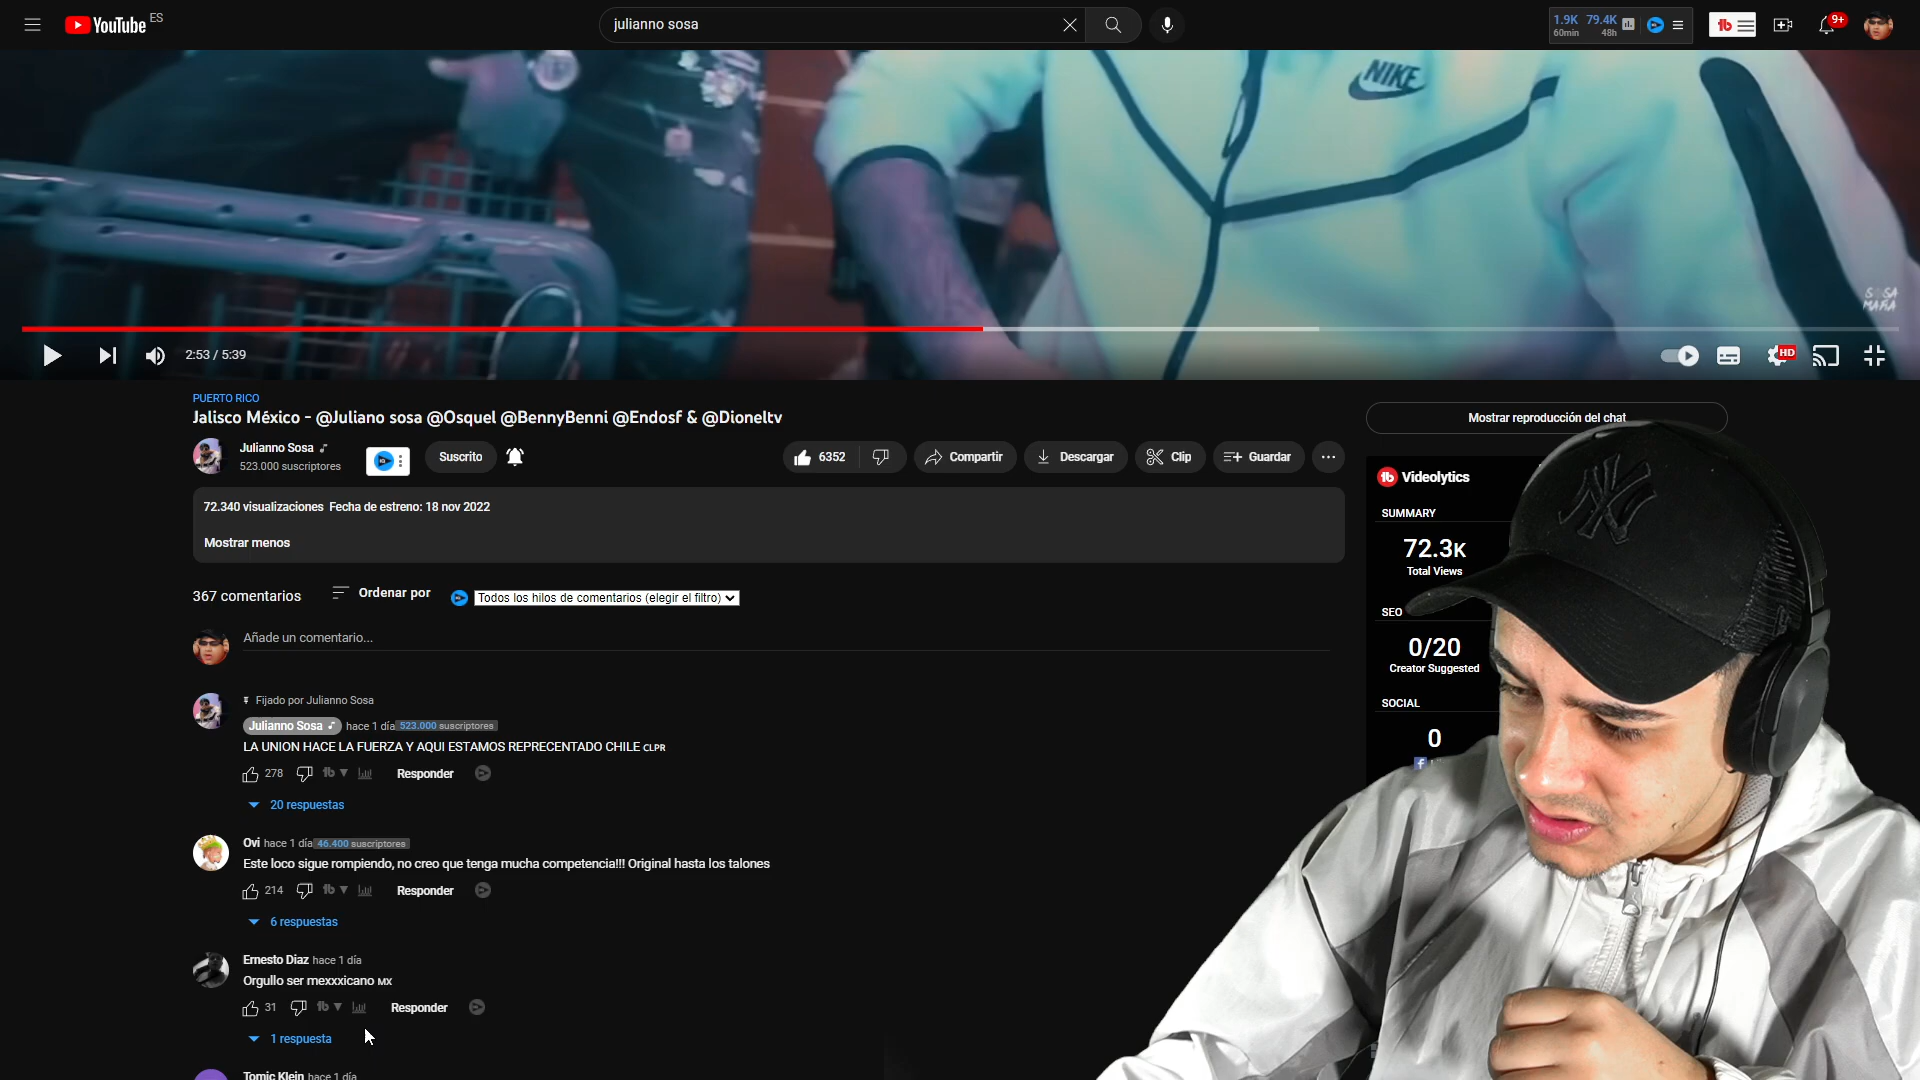 YouTube ES
julianno sosa
1.9K 60min 79.4K 48h
9+
NIKE
2:53 / 5:39
HD
PUERTO RICO
Jalisco México - @Juliano sosa @Osquel @BennyBenni @Endosf & @Dioneltv
Mostrar reproducción del chat
Julianno Sosa
523.000 suscriptores
Suscrito
6352
Compartir
Descargar
Clip
Guardar
72.340 visualizaciones Fecha de estreno: 18 nov 2022
Mostrar menos
367 comentarios
Ordenar por
Todos los hilos de comentarios (elegir el filtro)
Añade un comentario...
Fijado por Julianno Sosa
Julianno Sosa hace 1 día 523.000 suscriptores
LA UNION HACE LA FUERZA Y AQUI ESTAMOS REPRECENTADO CHILE CLPR
278
Responder
20 respuestas
Ovi hace 1 día 46.400 suscriptores
Este loco sigue rompiendo, no creo que tenga mucha competencia!!! Original hasta los talones
214
Responder
6 respuestas
Ernesto Diaz hace 1 día
Orgullo ser mexxxicano MX
31
Responder
1 respuesta
Tomic Klein hace 1 día
Videolytics
SUMMARY
72.3K
Total Views
SEO
0/20
Creator Suggested
SOCIAL
0
NY